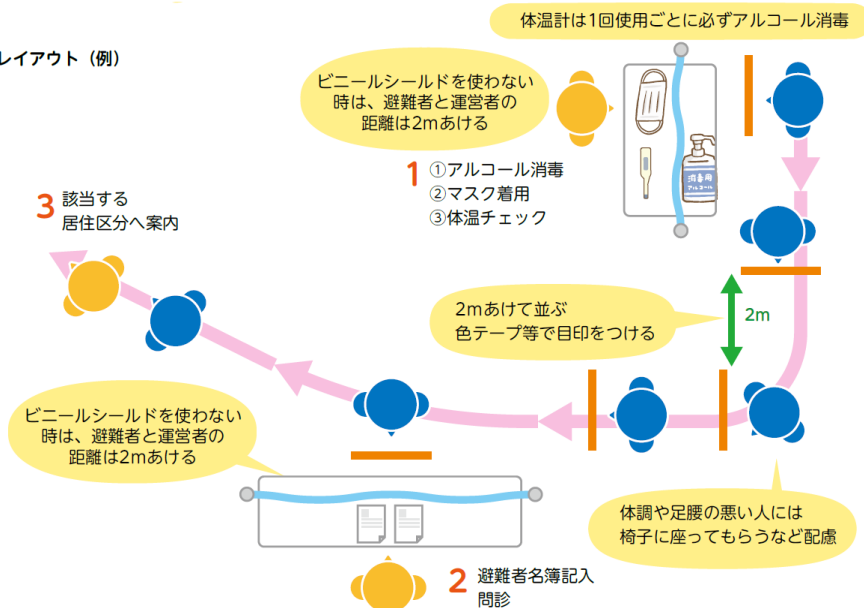 体温計は1回使用ごとに必ずアルコール消毒
レイアウト（例）
ビニールシールドを使わない
時は、避難者と運営者の
距離は2mあける
1 ①アルコール消毒
②マスク着用
③体温チェック
消毒用
アルコール
3 該当する
居住区分へ案内
2mあけて並ぶ
色テープ等で目印をつける
2m
ビニールシールドを使わない
時は、避難者と運営者の
距離は2mあける
体調や足腰の悪い人には
椅子に座ってもらうなど配慮
2 避難者名簿記入
問診